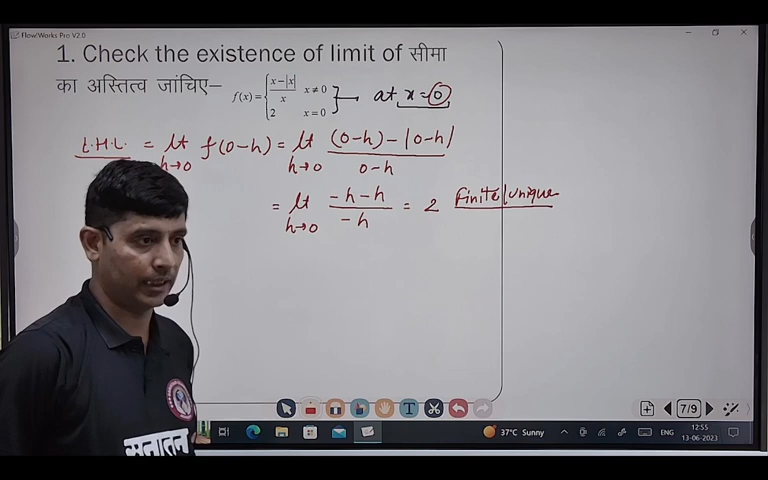 FlowWorks Pro V2.0
1. Check the existence of limit of सीमा
का अस्तित्व जांचिए–
f(x) = { x–|x| / x x ≠ 0
2 x = 0 } at x = 0
L.H.L. = lt h→0 f(0–h) = lt h→0 (0–h) – |0–h| / 0–h
= lt h→0 –h–h / –h = 2 Finite/Unique
सनातन
T
7/9
37°C Sunny
ENG
12:55
13-06-2023